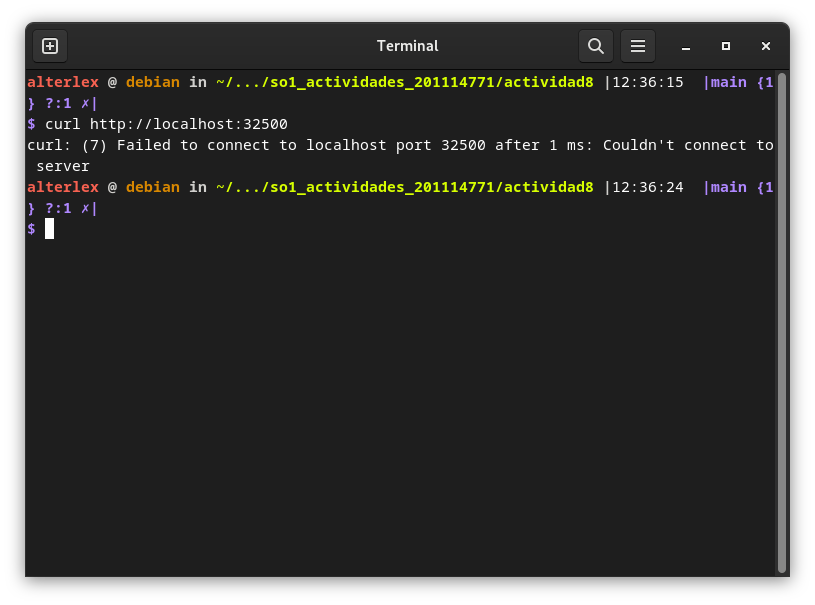 Terminal
alterlex @ debian in ~/.../so1_actividades_201114771/actividad8 |12:36:15  |main {1
} ?:1 ✗|
$ curl http://localhost:32500
curl: (7) Failed to connect to localhost port 32500 after 1 ms: Couldn't connect to
 server
alterlex @ debian in ~/.../so1_actividades_201114771/actividad8 |12:36:24  |main {1
} ?:1 ✗|
$